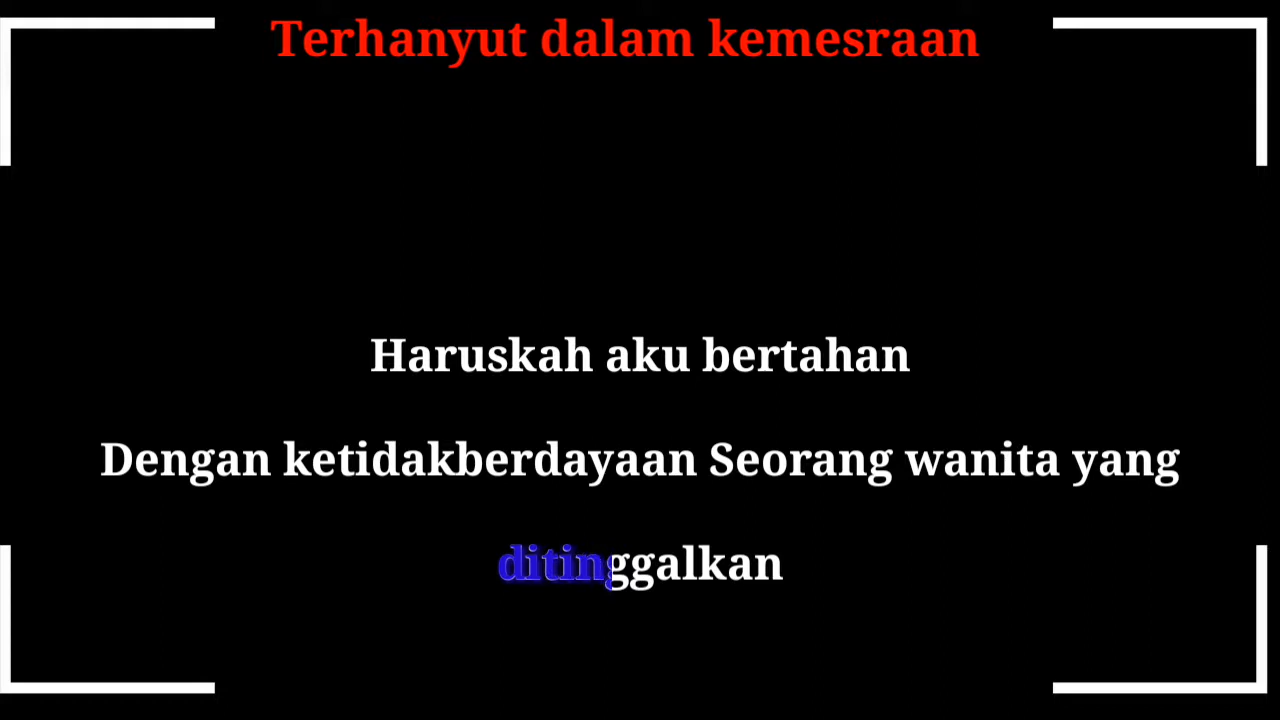 Terhanyut dalam kemesraan
Haruskah aku bertahan
Dengan ketidakberdayaan Seorang wanita yang
ditinggalkan